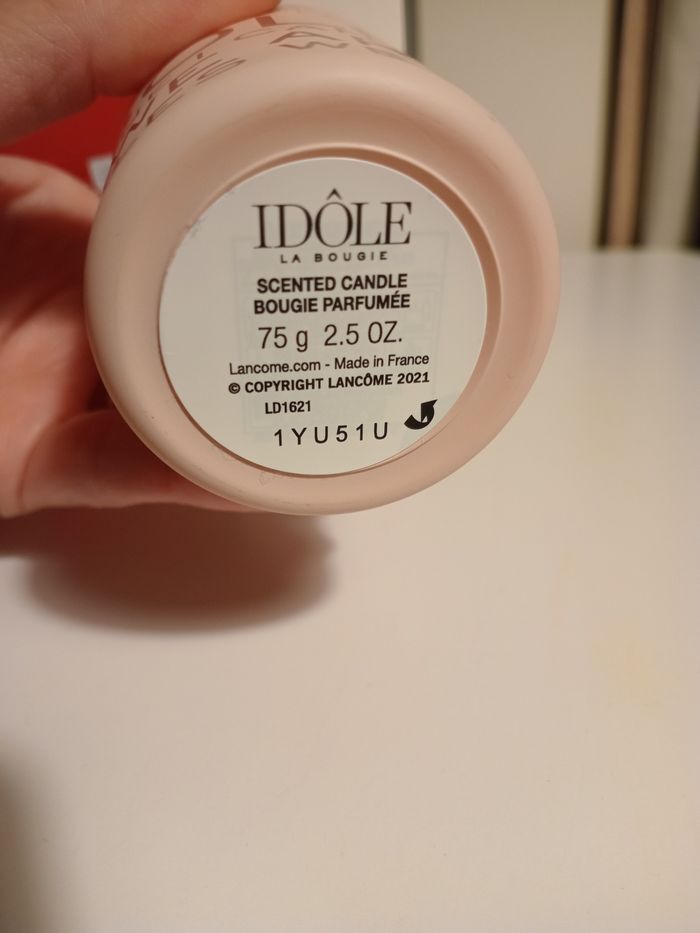 IDÔLE
LA BOUGIE
SCENTED CANDLE
BOUGIE PARFUMÉE
75 g 2.5 OZ.
Lancome.com - Made in France
© COPYRIGHT LANCÔME 2021
LD1621
1YU51U